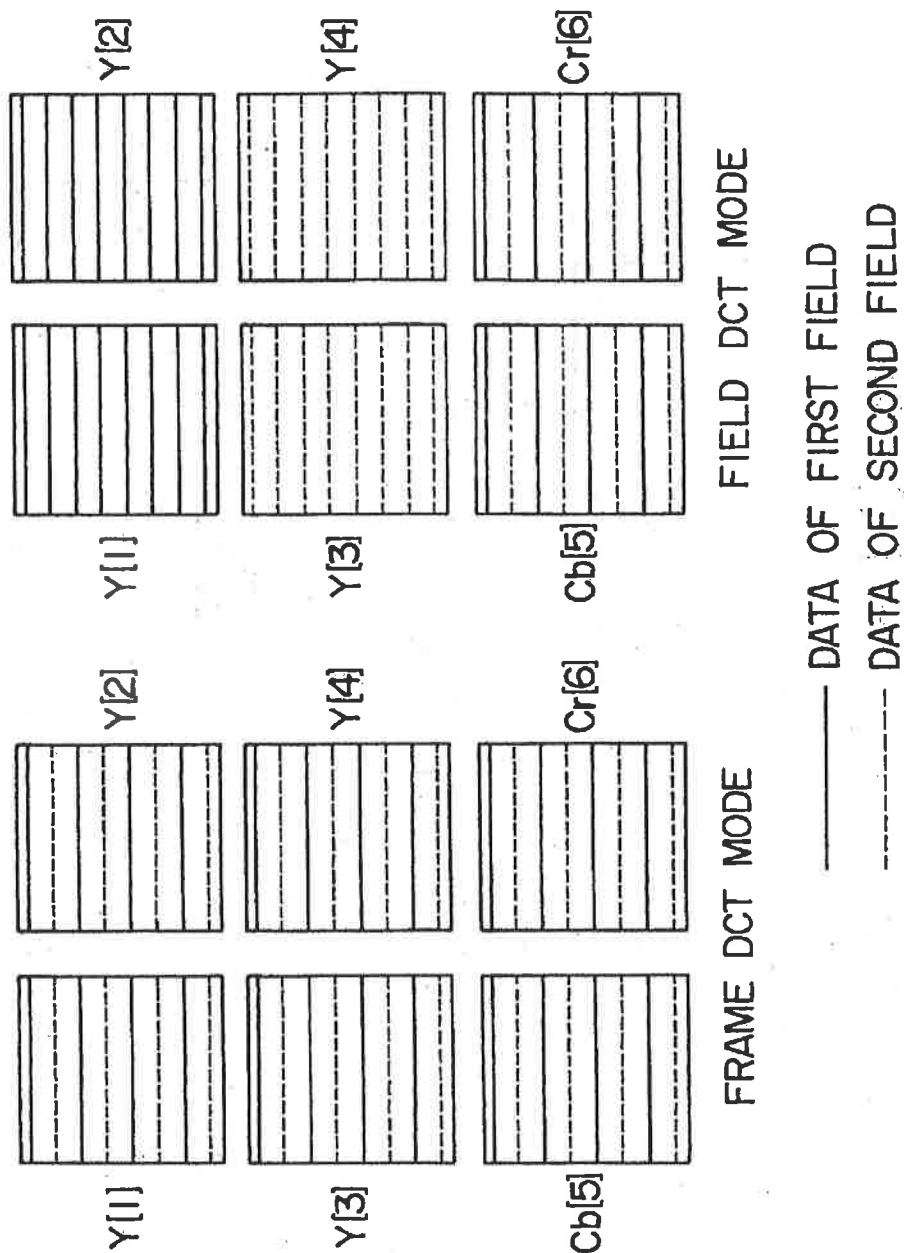 Y[1]
Y[2]
Y[3]
Y[4]
Cb[5]
Cr[6]
FRAME DCT MODE
Y[1]
Y[2]
Y[3]
Y[4]
Cb[5]
Cr[6]
FIELD DCT MODE
DATA OF FIRST FIELD
DATA OF SECOND FIELD